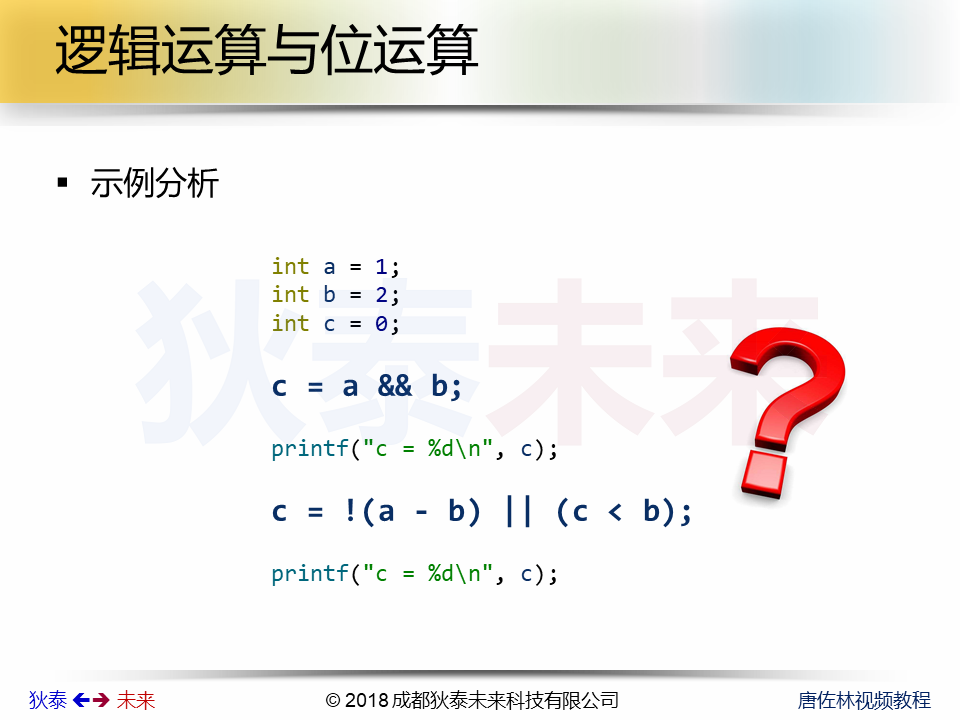 逻辑运算与位运算
▪ 示例分析
int a = 1;
int b = 2;
int c = 0;
c = a && b;
printf("c = %d\n", c);
c = !(a - b) || (c < b);
printf("c = %d\n", c);
狄泰未来
狄泰 未来
© 2018 成都狄泰未来科技有限公司
唐佐林视频教程